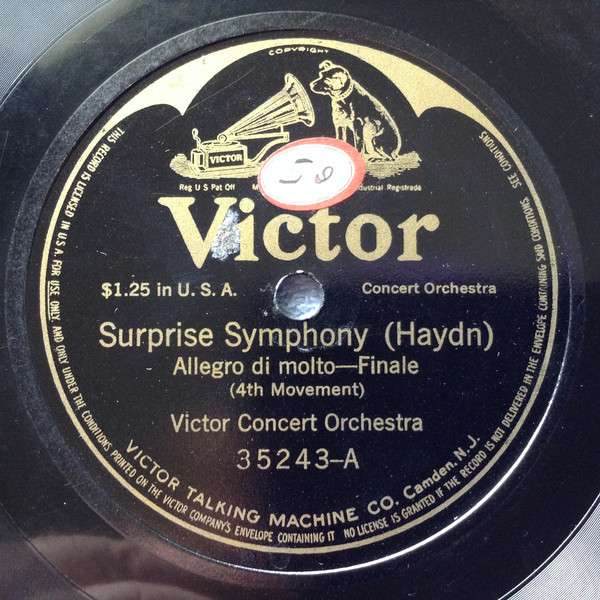 COPYRIGHT
VICTOR
Reg U S Pat Off M dustrial Registrada
Victor
$1.25 in U. S. A. Concert Orchestra
Surprise Symphony (Haydn)
Allegro di molto—Finale
(4th Movement)
Victor Concert Orchestra
35243-A
VICTOR TALKING MACHINE CO. Camden, N.J.
THIS RECORD IS LICENSED IN U.S.A. FOR USE ONLY, AND ONLY UNDER THE CONDITIONS PRINTED ON THE VICTOR COMPANY'S ENVELOPE CONTAINING IT NO LICENSE IS GRANTED IF THE RECORD IS NOT DELIVERED IN THE ENVELOPE CONTAINING SAID CONDITIONS. SEE CONDITIONS